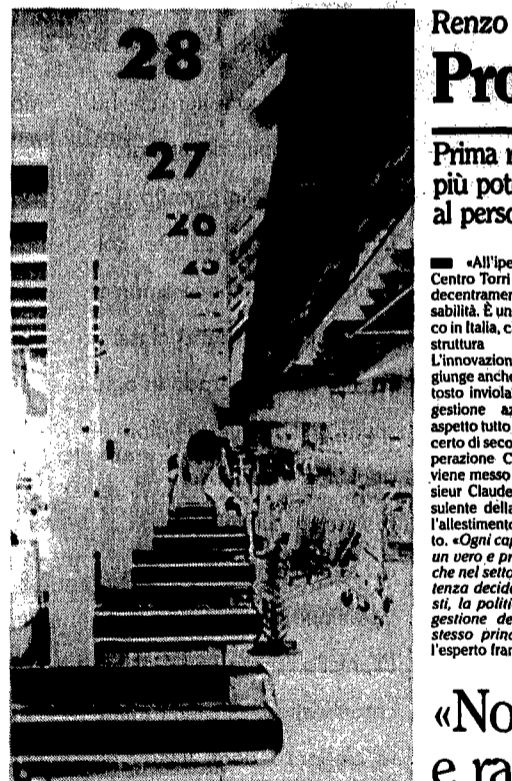 28
27
26
25
Renzo
Pro
Prima
più pot
al perso
«All'ipe
Centro Torri
decentramen
sabilità. È un
co in Italia, c
struttura
L'innovazion
giunge anche
tosto inviola
gestione az
aspetto tutto
certo di seco
perazione C
viene messo
sieur Claude
sulente della
l'allestimento
to. «Ogni cap
un vero e pr
che nel setto
tenza decide
sti, la politi
gestione de
stesso princ
l'esperto fran
«No
e ra